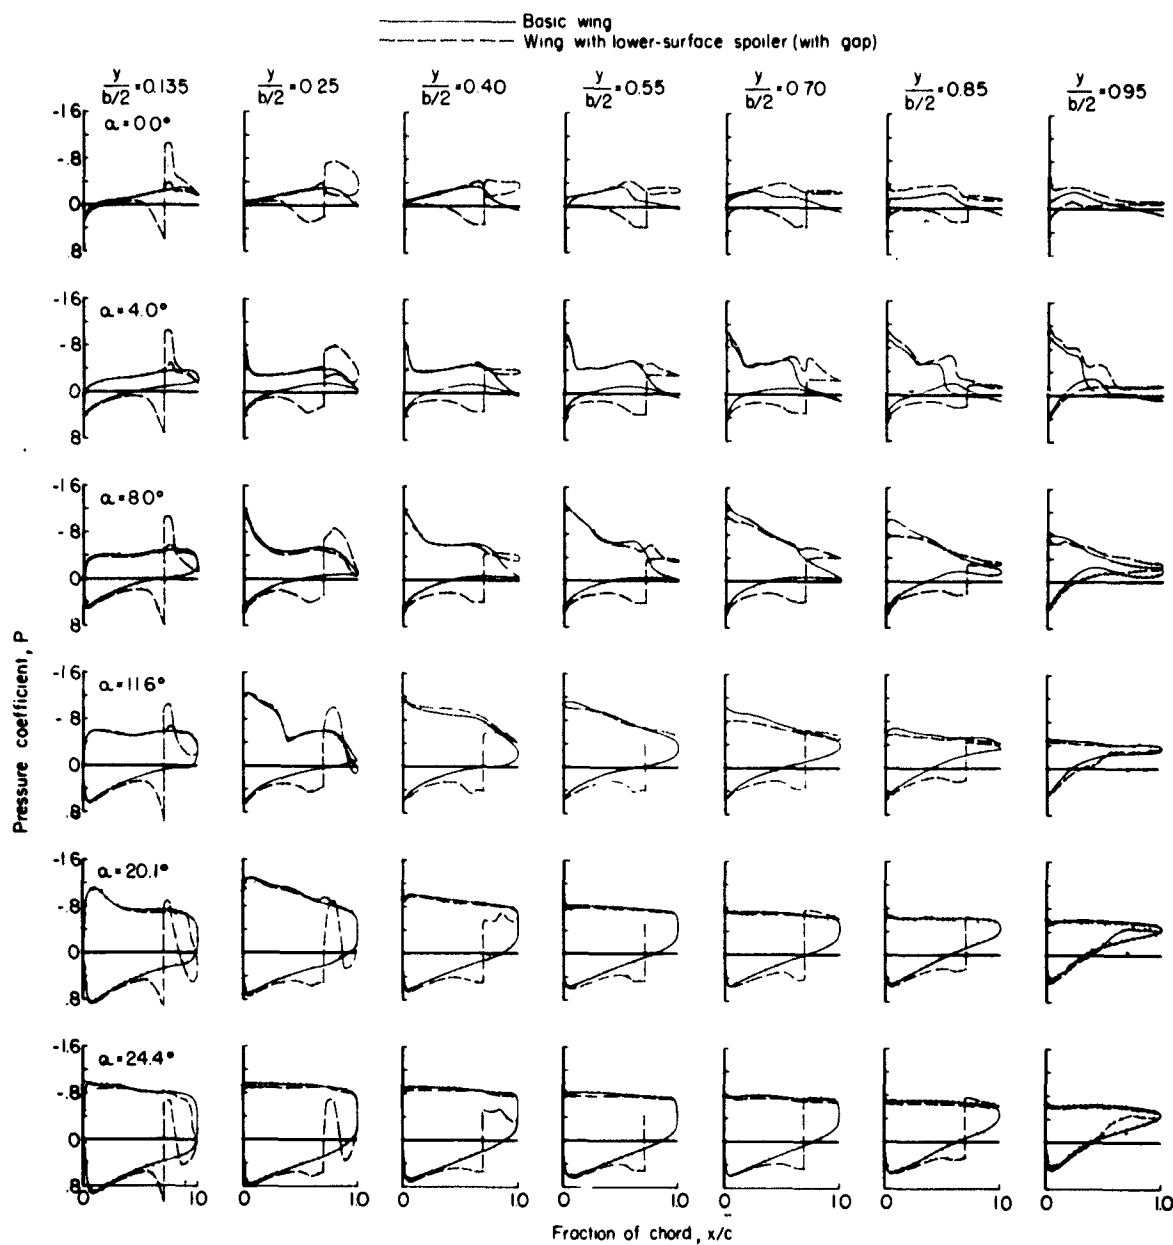 Basic wing
Wing with lower-surface spoiler (with gap)
y/b/2 = 0.135
y/b/2 = 0 25
y/b/2 = 0.40
y/b/2 = 0.55
y/b/2 = 0 70
y/b/2 = 0.85
y/b/2 = 0 95
-1 6
α = 0 0°
-.8
0
.8
-1 6
α = 4.0°
-8
0
8
-1 6
α = 8 0°
-.8
0
8
-1 6
α = 11 6°
-.8
0
.8
-1 6
α = 20.1°
-.8
0
.8
-1.6
α = 24.4°
-.8
0
.8
0 1.0
0 1.0
0 1.0
0 1.0
0 1.0
0 1.0
0 1.0
Pressure coefficient, P
Fraction of chord, x/c